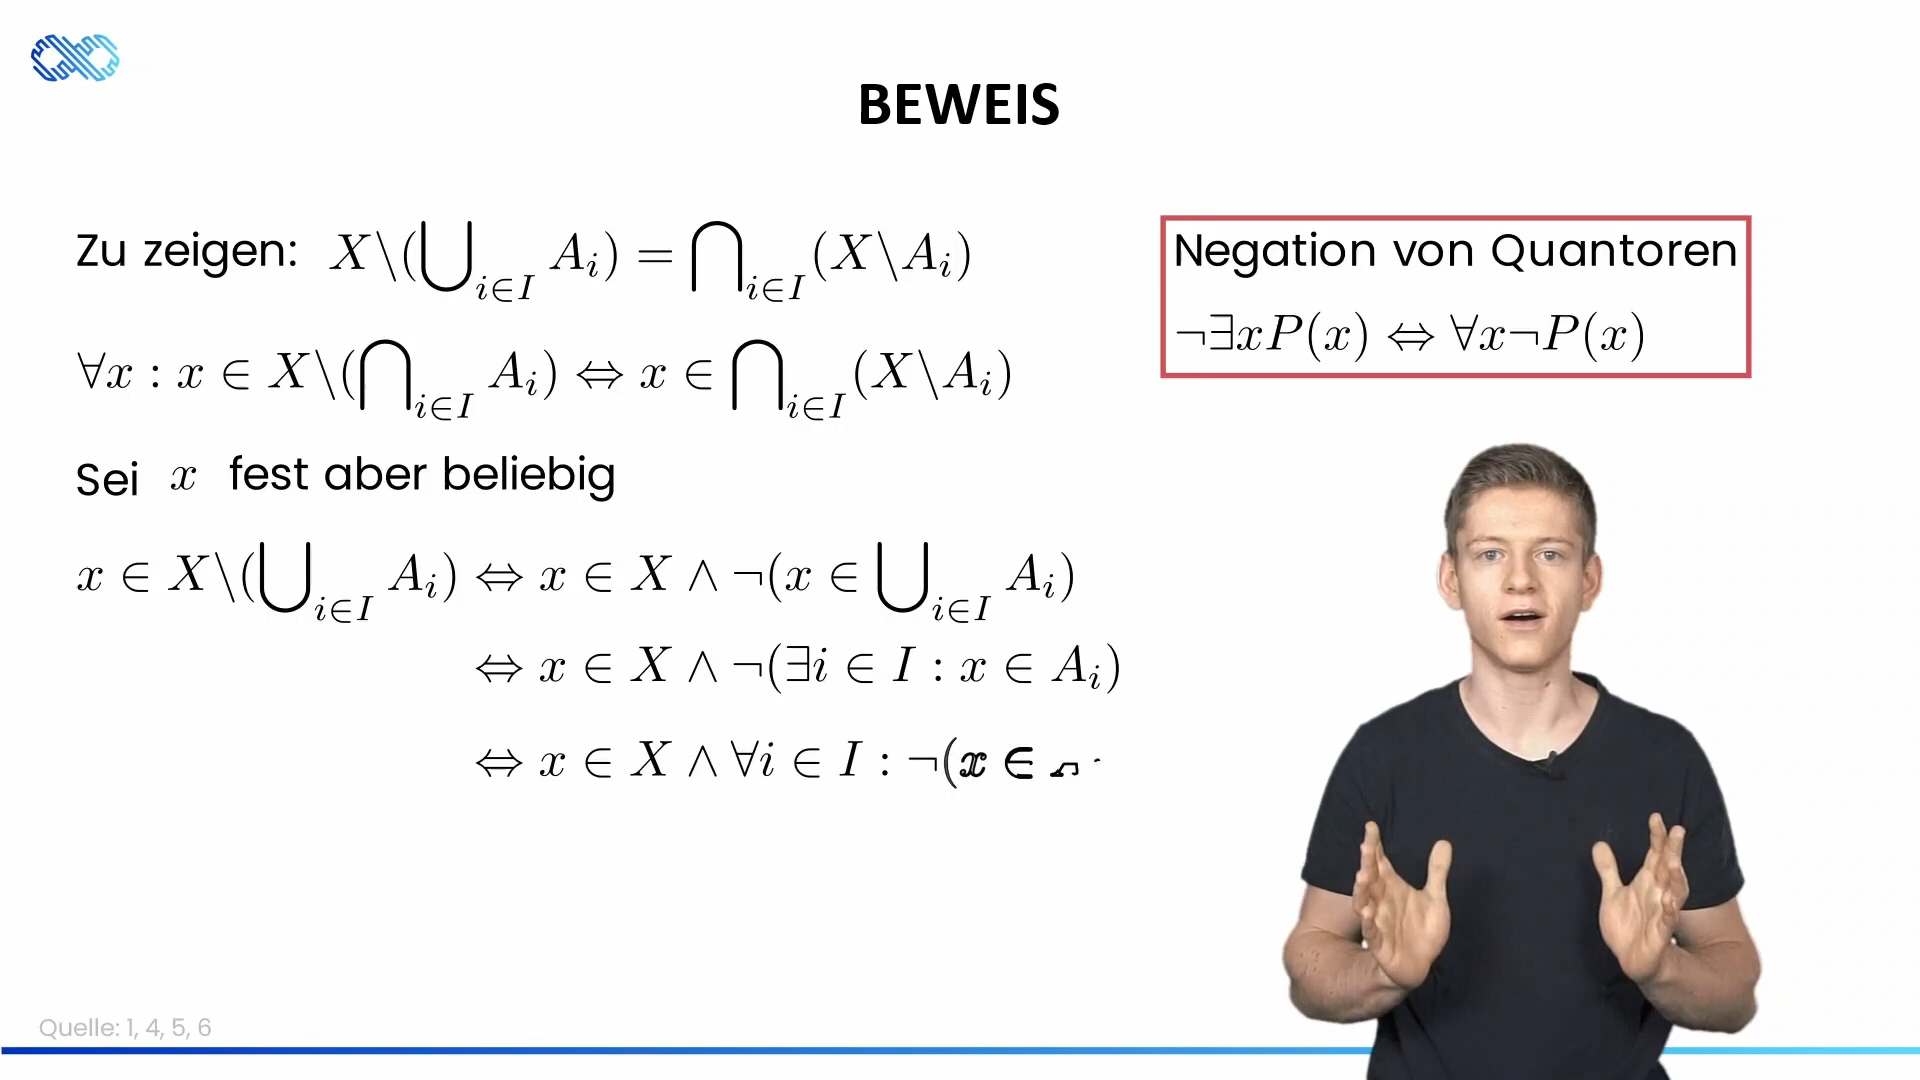 BEWEIS
Zu zeigen: X\(⋃_{i∈I} A_i) = ⋂_{i∈I} (X\A_i)
∀x : x ∈ X\(⋂_{i∈I} A_i) ⇔ x ∈ ⋂_{i∈I} (X\A_i)
Sei x fest aber beliebig
x ∈ X\(⋃_{i∈I} A_i) ⇔ x ∈ X ∧ ¬(x ∈ ⋃_{i∈I} A_i)
⇔ x ∈ X ∧ ¬(∃i ∈ I : x ∈ A_i)
⇔ x ∈ X ∧ ∀i ∈ I : ¬(x ∈
Negation von Quantoren
¬∃xP(x) ⇔ ∀x¬P(x)
Quelle: 1, 4, 5, 6